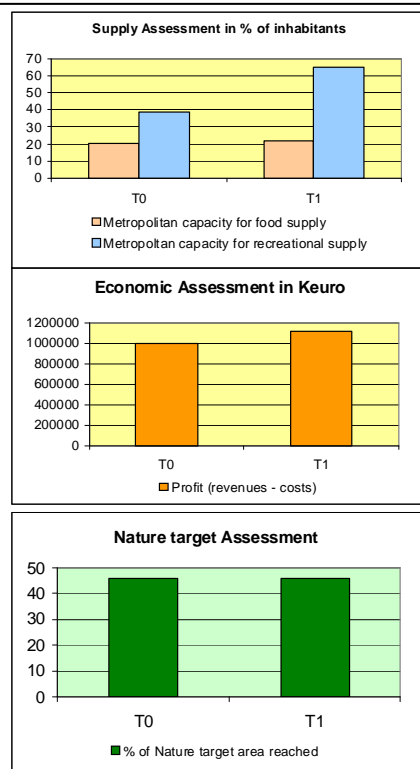 Supply Assessment in % of inhabitants
70
60
50
40
30
20
10
0
T0 T1
Metropolitan capacity for food supply
Metropoltan capacity for recreational supply
Economic Assessment in Keuro
1200000
1000000
800000
600000
400000
200000
0
T0 T1
Profit (revenues - costs)
Nature target Assessment
50
40
30
20
10
0
T0 T1
% of Nature target area reached